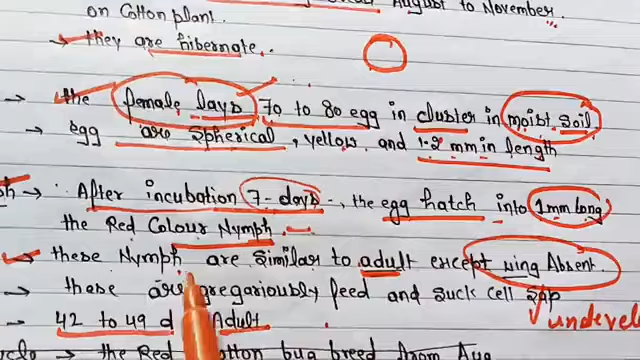 on Cotton plant. August to November.
→ they are hibernate.
→ the female lays 70 to 80 egg in cluster in moist soil
→ egg are spherical, yellow and 1-2 mm in length
→ After incubation 7-days-, the egg hatch into 1mm long
the Red Colour Nymph
→ these Nymph are similar to adult except wing Absent.
→ these are gregariously feed and suck cell sap
→ 42 to 49 d Adult
→ the Red Cotton bug breed from Aug